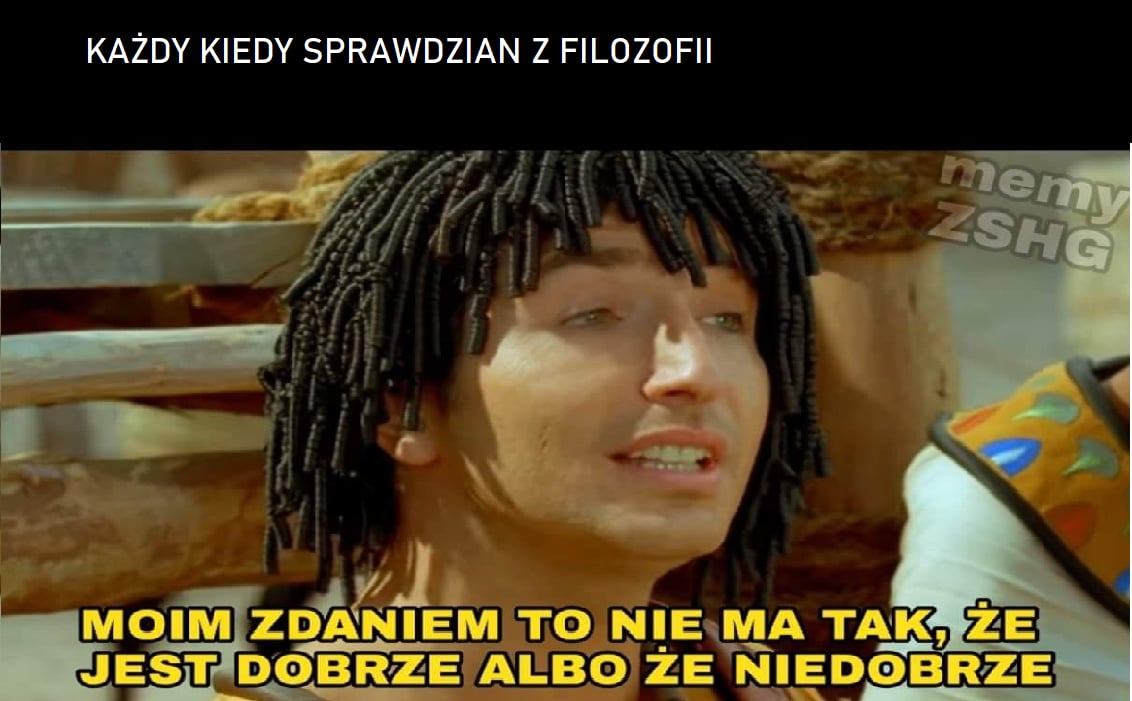 KAŻDY KIEDY SPRAWDZIAN Z FILOZOFII
memy
ZSHG
MOIM ZDANIEM TO NIE MA TAK, ŻE
JEST DOBRZE ALBO ŻE NIEDOBRZE